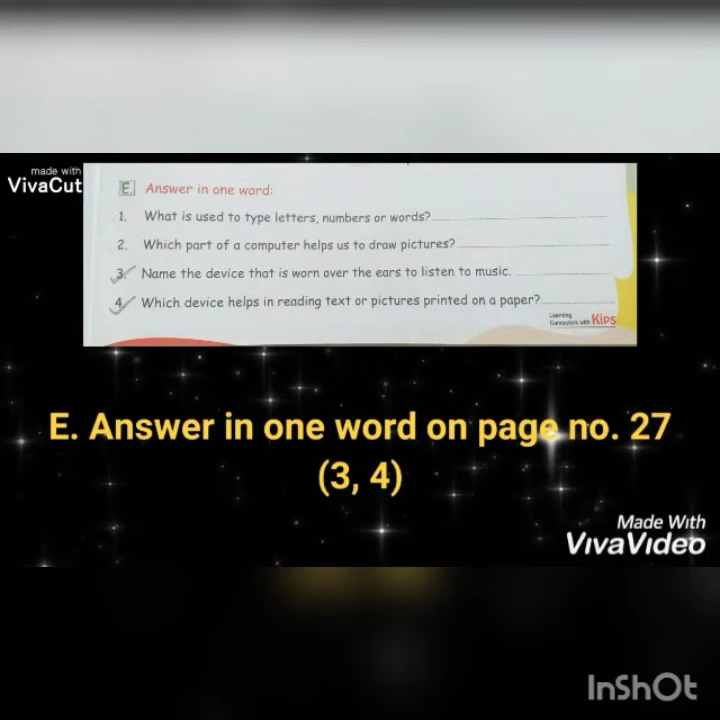 made with
VivaCut
E. Answer in one word:
1. What is used to type letters, numbers or words?
2. Which part of a computer helps us to draw pictures?
3. Name the device that is worn over the ears to listen to music.
4. Which device helps in reading text or pictures printed on a paper?
Learning
Computers with Kips
E. Answer in one word on page no. 27
(3, 4)
Made With
VivaVideo
InShOt